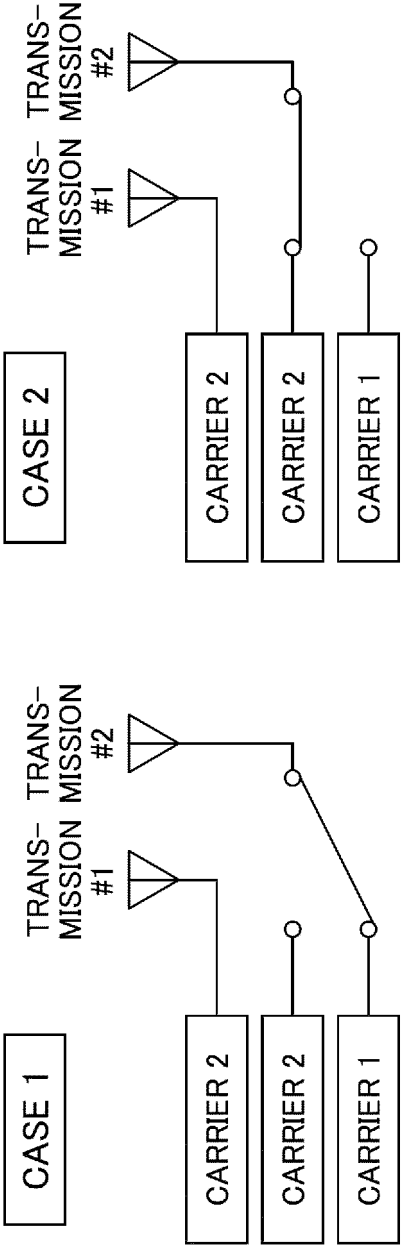 CASE 1
TRANS-
MISSION
#1
TRANS-
MISSION
#2
CARRIER 2
CARRIER 2
CARRIER 1
CASE 2
TRANS-
MISSION
#1
TRANS-
MISSION
#2
CARRIER 2
CARRIER 2
CARRIER 1